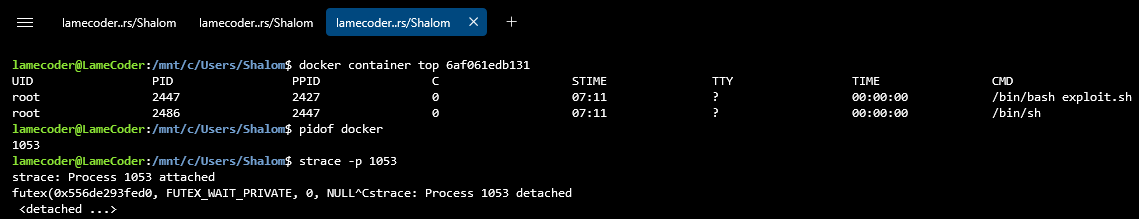 lamecoder..rs/Shalom lamecoder..rs/Shalom lamecoder..rs/Shalom × +
lamecoder@LameCoder:/mnt/c/Users/Shalom$ docker container top 6af061edb131
UID PID PPID C STIME TTY TIME CMD
root 2447 2427 0 07:11 ? 00:00:00 /bin/bash exploit.sh
root 2486 2447 0 07:11 ? 00:00:00 /bin/sh
lamecoder@LameCoder:/mnt/c/Users/Shalom$ pidof docker
1053
lamecoder@LameCoder:/mnt/c/Users/Shalom$ strace -p 1053
strace: Process 1053 attached
futex(0x556de293fed0, FUTEX_WAIT_PRIVATE, 0, NULL^Cstrace: Process 1053 detached
 <detached ...>